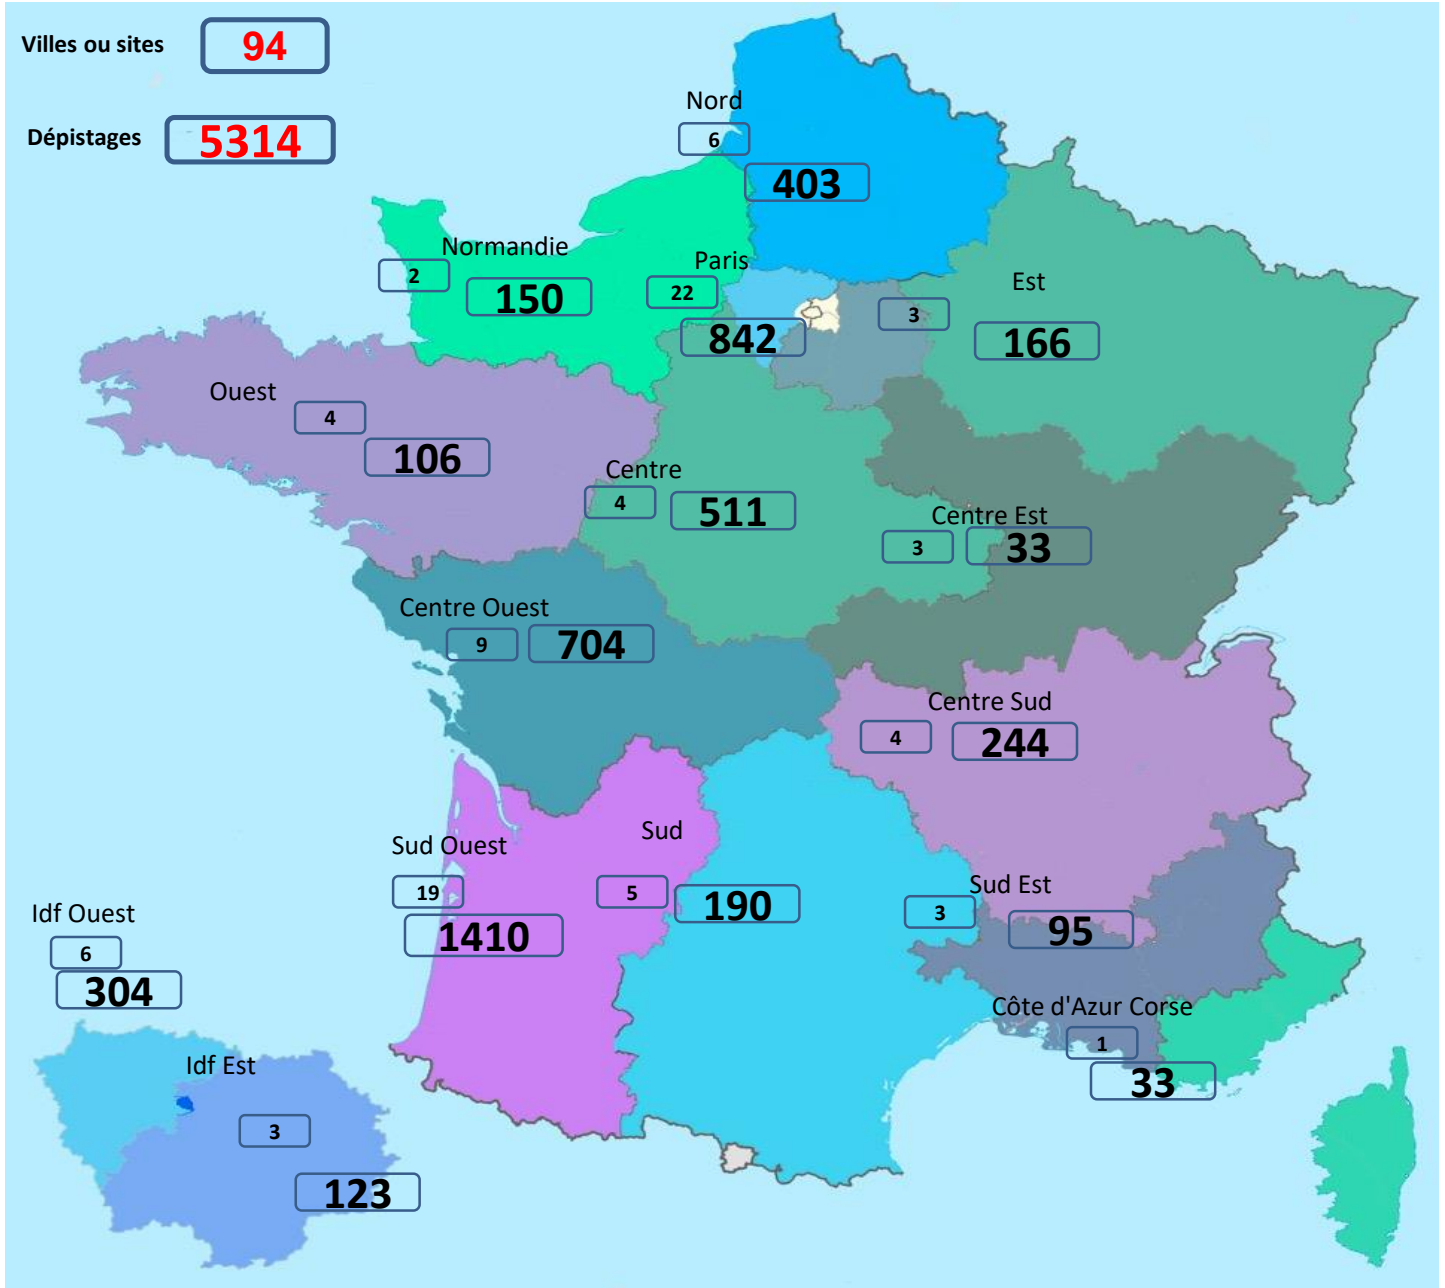 Villes ou sites 94
Dépistages 5314
Nord
6
403
Normandie
2
150
Paris
22
842
Est
3
166
Ouest
4
106
Centre
4
511
Centre Est
3
33
Centre Ouest
9
704
Centre Sud
4
244
Sud Ouest
19
1410
Sud
5
190
Sud Est
3
95
Côte d'Azur Corse
1
33
Idf Ouest
6
304
Idf Est
3
123